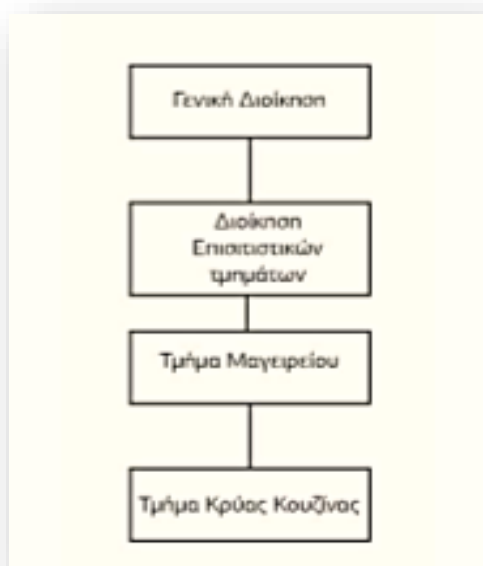 Γενική Διοίκηση
Διοίκηση
Επισιτιστικών
τμημάτων
Τμήμα Μαγειρείου
Τμήμα Κρύας Κουζίνας